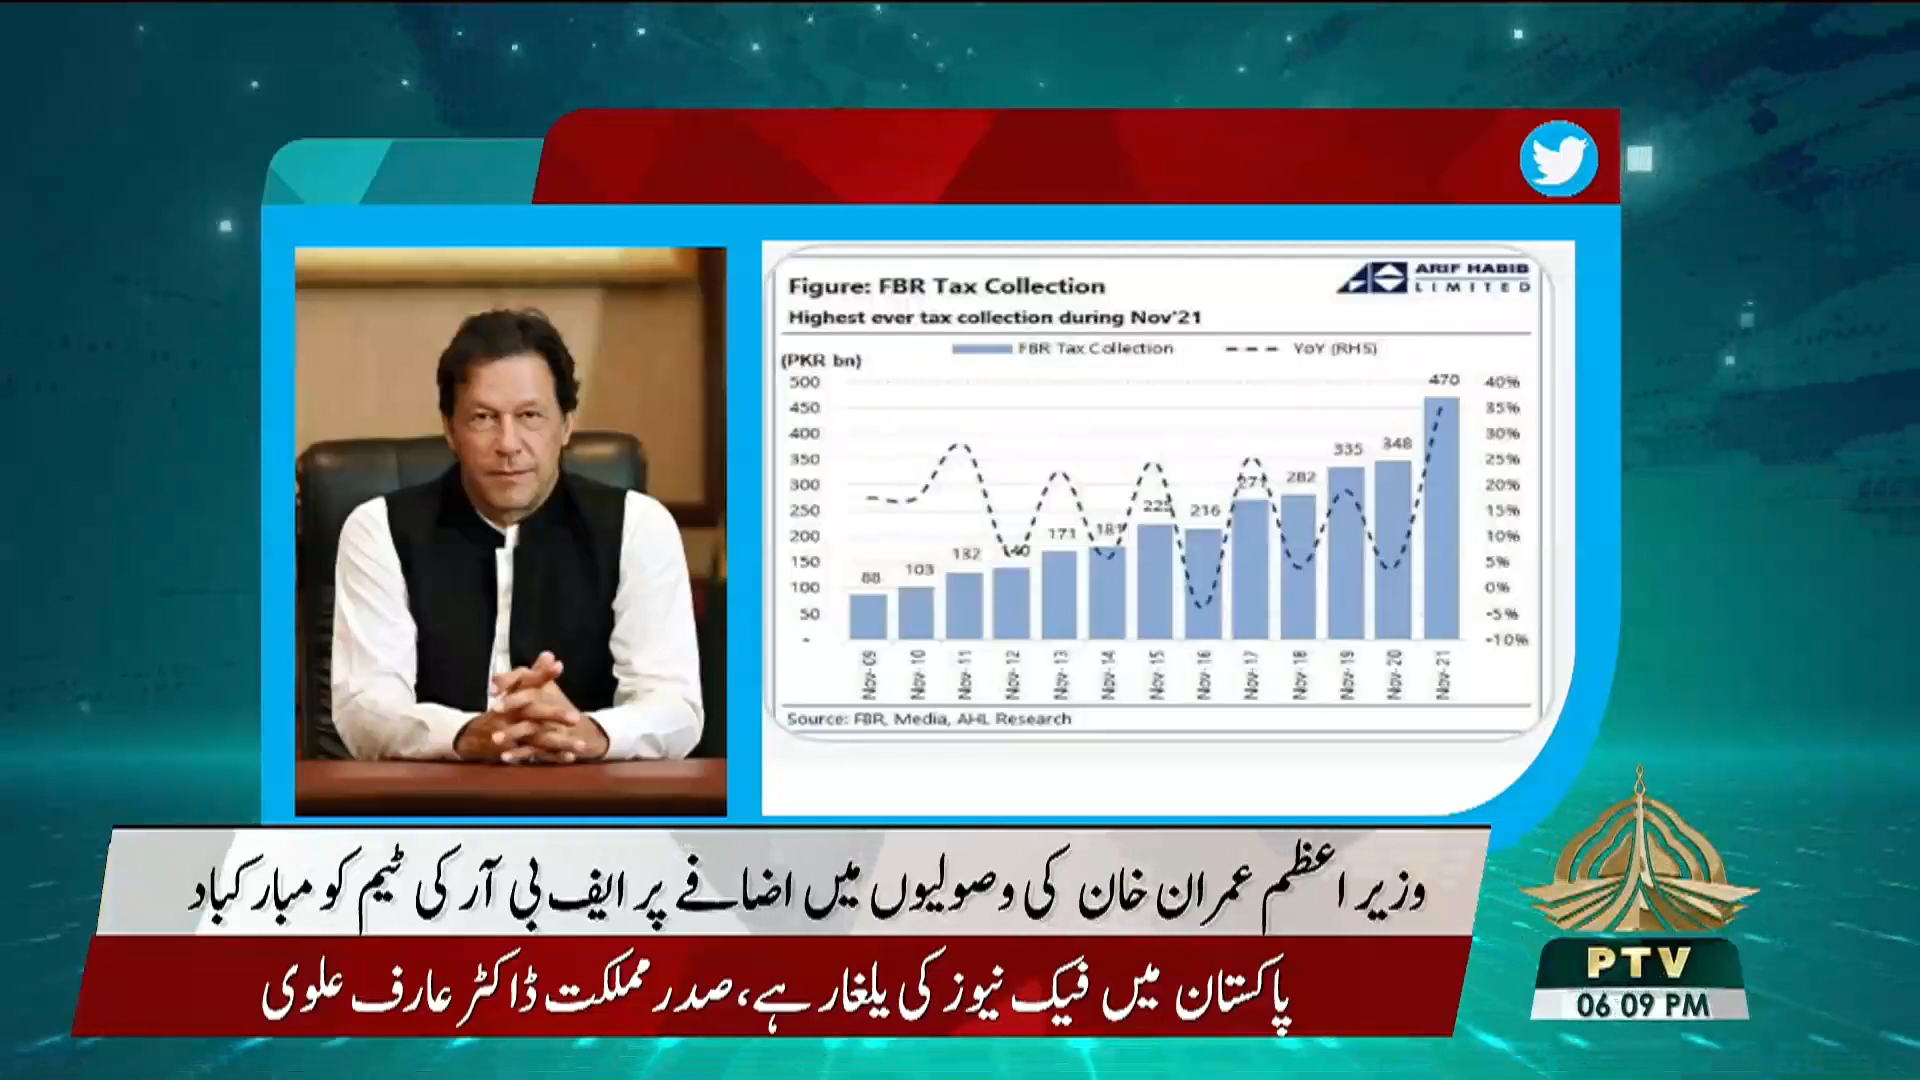 Figure: FBR Tax Collection
ARIF HABIB
LIMITED
Highest ever tax collection during Nov'21
(PKR bn)
FBR Tax Collection
YoY (RHS)
500
450
400
350
300
250
200
150
100
50
-
88
103
132
140
171
181
225
216
271
282
335
348
470
40%
35%
30%
25%
20%
15%
10%
5%
0%
-5%
-10%
Nov-09
Nov-10
Nov-11
Nov-12
Nov-13
Nov-14
Nov-15
Nov-16
Nov-17
Nov-18
Nov-19
Nov-20
Nov-21
Source: FBR, Media, AHL Research
وزیر اعظم عمران خان کی وصولیوں میں اضافے پر ایف بی آر کی ٹیم کو مبارکباد
پاکستان میں فیک نیوز کی یلغار ہے، صدر مملکت ڈاکٹر عارف علوی
PTV
06 09 PM